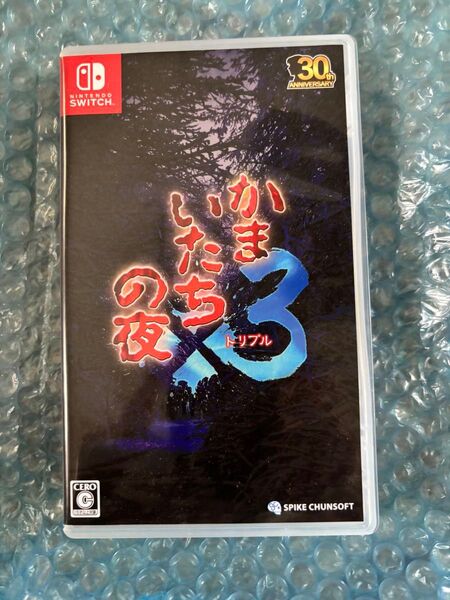 NINTENDO
SWITCH
30th
ANNIVERSARY
かま
いたち
の夜
×3
トリプル
CERO
C
SPIKE CHUNSOFT